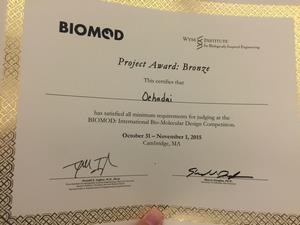 BIOMOD
WYSS INSTITUTE
for Biologically Inspired Engineering
Project Award: Bronze
This certifies that
Ochadai
has satisfied all minimum requirements for judging at the
BIOMOD: International Bio-Molecular Design Competition.
October 31 – November 1, 2015
Cambridge, MA